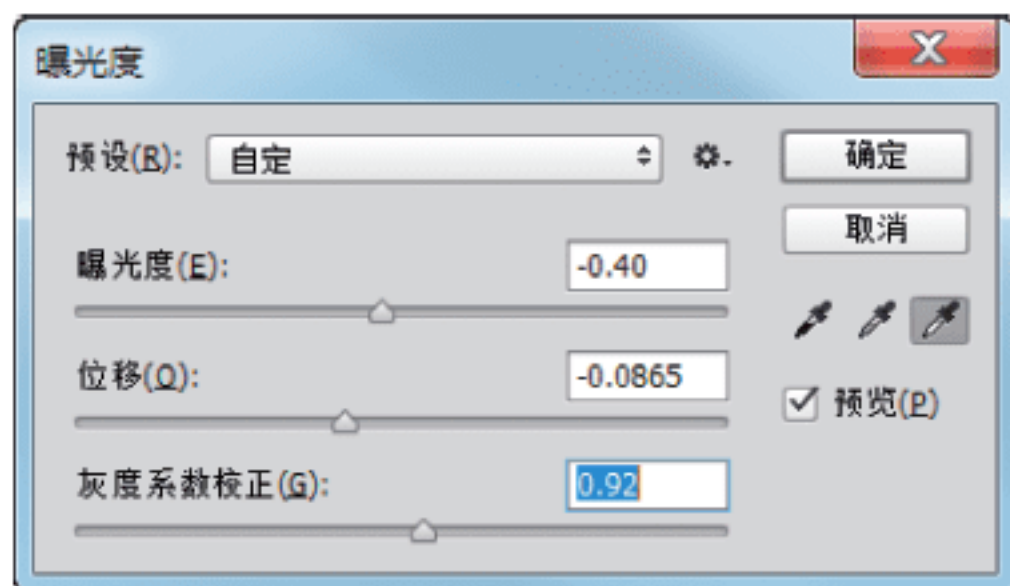 曝光度
预设(R): 自定
确定
取消
曝光度(E): -0.40
位移(O): -0.0865
预览(P)
灰度系数校正(G): 0.92